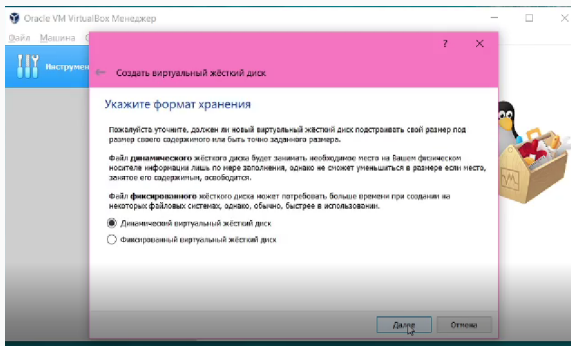 Oracle VM VirtualBox Менеджер
Файл Машина
Инструмен
? ×
Создать виртуальный жёсткий диск
Укажите формат хранения
Пожалуйста уточните, должен ли новый виртуальный жёсткий диск подстраивать свой размер под
размер своего содержимого или быть точно заданного размера.
Файл динамического жёсткого диска будет занимать необходимое место на Вашем физическом
носителе информации лишь по мере заполнения, однако не сможет уменьшиться в размере если место,
занятое его содержимым, освободится.
Файл фиксированного жёсткого диска может потребовать больше времени при создании на
некоторых файловых системах, однако, обычно, быстрее в использовании.
Динамический виртуальный жёсткий диск
Фиксированный виртуальный жёсткий диск
Далее Отмена